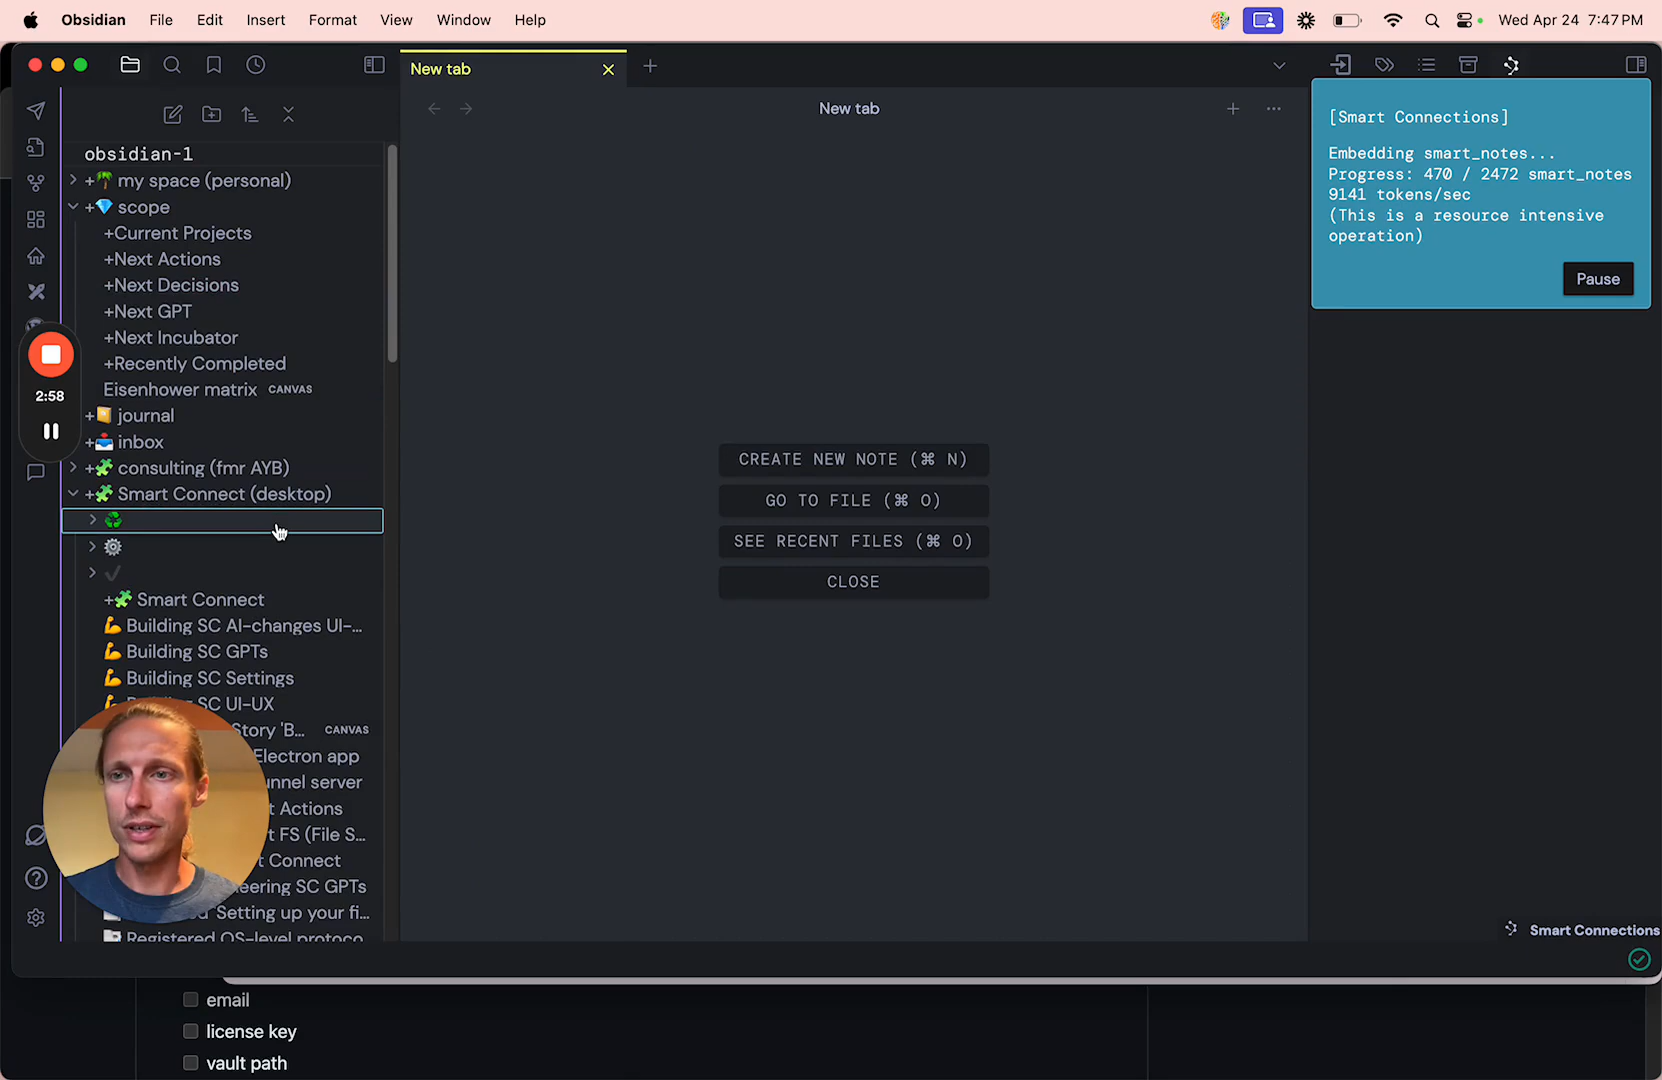 Obsidian File Edit Insert Format View Window Help
Wed Apr 24 7:47 PM
New tab
New tab
[Smart Connections]
Embedding smart_notes...
Progress: 470 / 2472 smart_notes
9141 tokens/sec
(This is a resource intensive
operation)
Pause
obsidian-1
+🌴 my space (personal)
+💎 scope
+Current Projects
+Next Actions
+Next Decisions
+Next GPT
+Next Incubator
+Recently Completed
Eisenhower matrix CANVAS
+📔 journal
+📥 inbox
+🧩 consulting (fmr AYB)
+🧩 Smart Connect (desktop)
♻️
⚙️
✔️
+🧩 Smart Connect
💪 Building SC AI-changes UI-...
💪 Building SC GPTs
💪 Building SC Settings
SC UI-UX
Story 'B... CANVAS
Electron app
unnel server
t Actions
t FS (File S...
t Connect
eering SC GPTs
'Setting up your fi...
Registered OS-level protoco
2:58
CREATE NEW NOTE (⌘ N)
GO TO FILE (⌘ O)
SEE RECENT FILES (⌘ O)
CLOSE
Smart Connections
email
license key
vault path